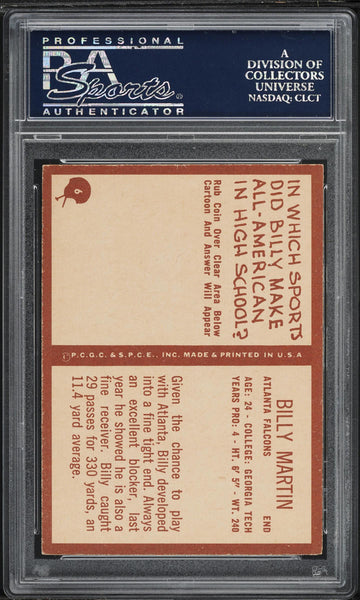 PROFESSIONAL
PSA
Sports
AUTHENTICATOR
A
DIVISION OF
COLLECTORS
UNIVERSE
NASDAQ: CLCT
6
IN WHICH SPORTS
DID BILLY MAKE
ALL-AMERICAN
IN HIGH SCHOOL?
Rub Coin Over Clear Area Below
Cartoon And Answer Will Appear
©P.C.G.C. & S.P.C.E. INC. MADE & PRINTED IN U.S.A
BILLY MARTIN
ATLANTA FALCONS END
AGE: 24 - COLLEGE: GEORGIA TECH
YEARS PRO: 4 - HT. 6' 5" - WT. 240
Given the chance to play
with Atlanta, Billy developed
into a fine tight end. Always
an excellent blocker, last
year he showed he is also a
fine receiver. Billy caught
29 passes for 330 yards, an
11.4 yard average.